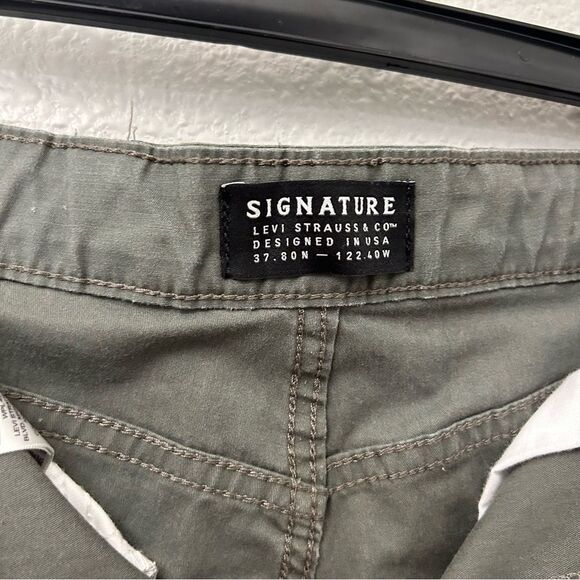 SIGNATURE
LEVI STRAUSS & CO™
DESIGNED IN USA
37.80N — 122.40W